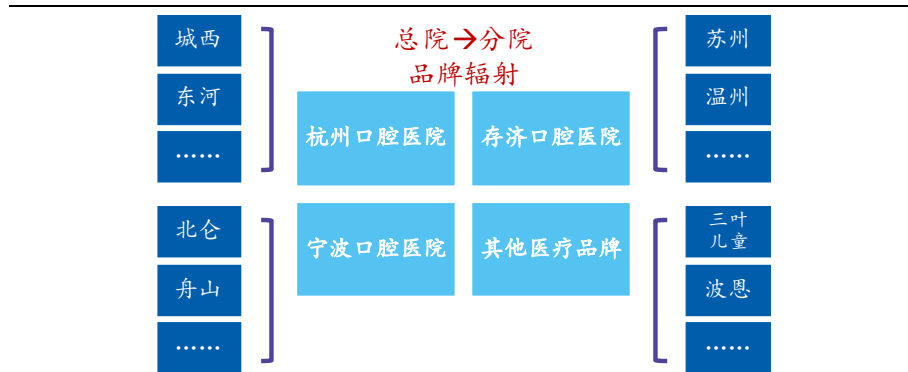 总院→分院
品牌辐射
城西
东河
……
杭州口腔医院
存济口腔医院
苏州
温州
……
北仑
舟山
……
宁波口腔医院
其他医疗品牌
三叶
儿童
波恩
……